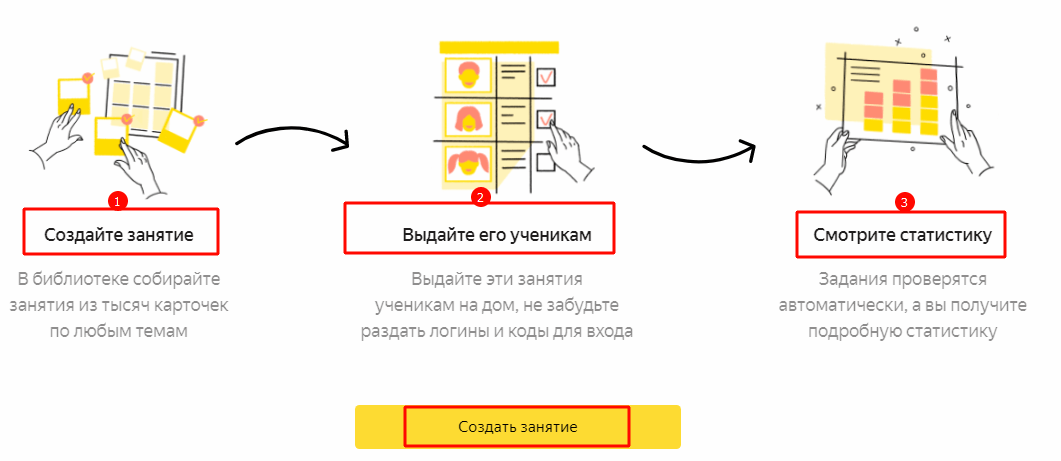 1
Создайте занятие
В библиотеке собирайте
занятия из тысяч карточек
по любым темам
2
Выдайте его ученикам
Выдайте эти занятия
ученикам на дом, не забудьте
раздать логины и коды для входа
3
Смотрите статистику
Задания проверятся
автоматически, а вы получите
подробную статистику
Создать занятие